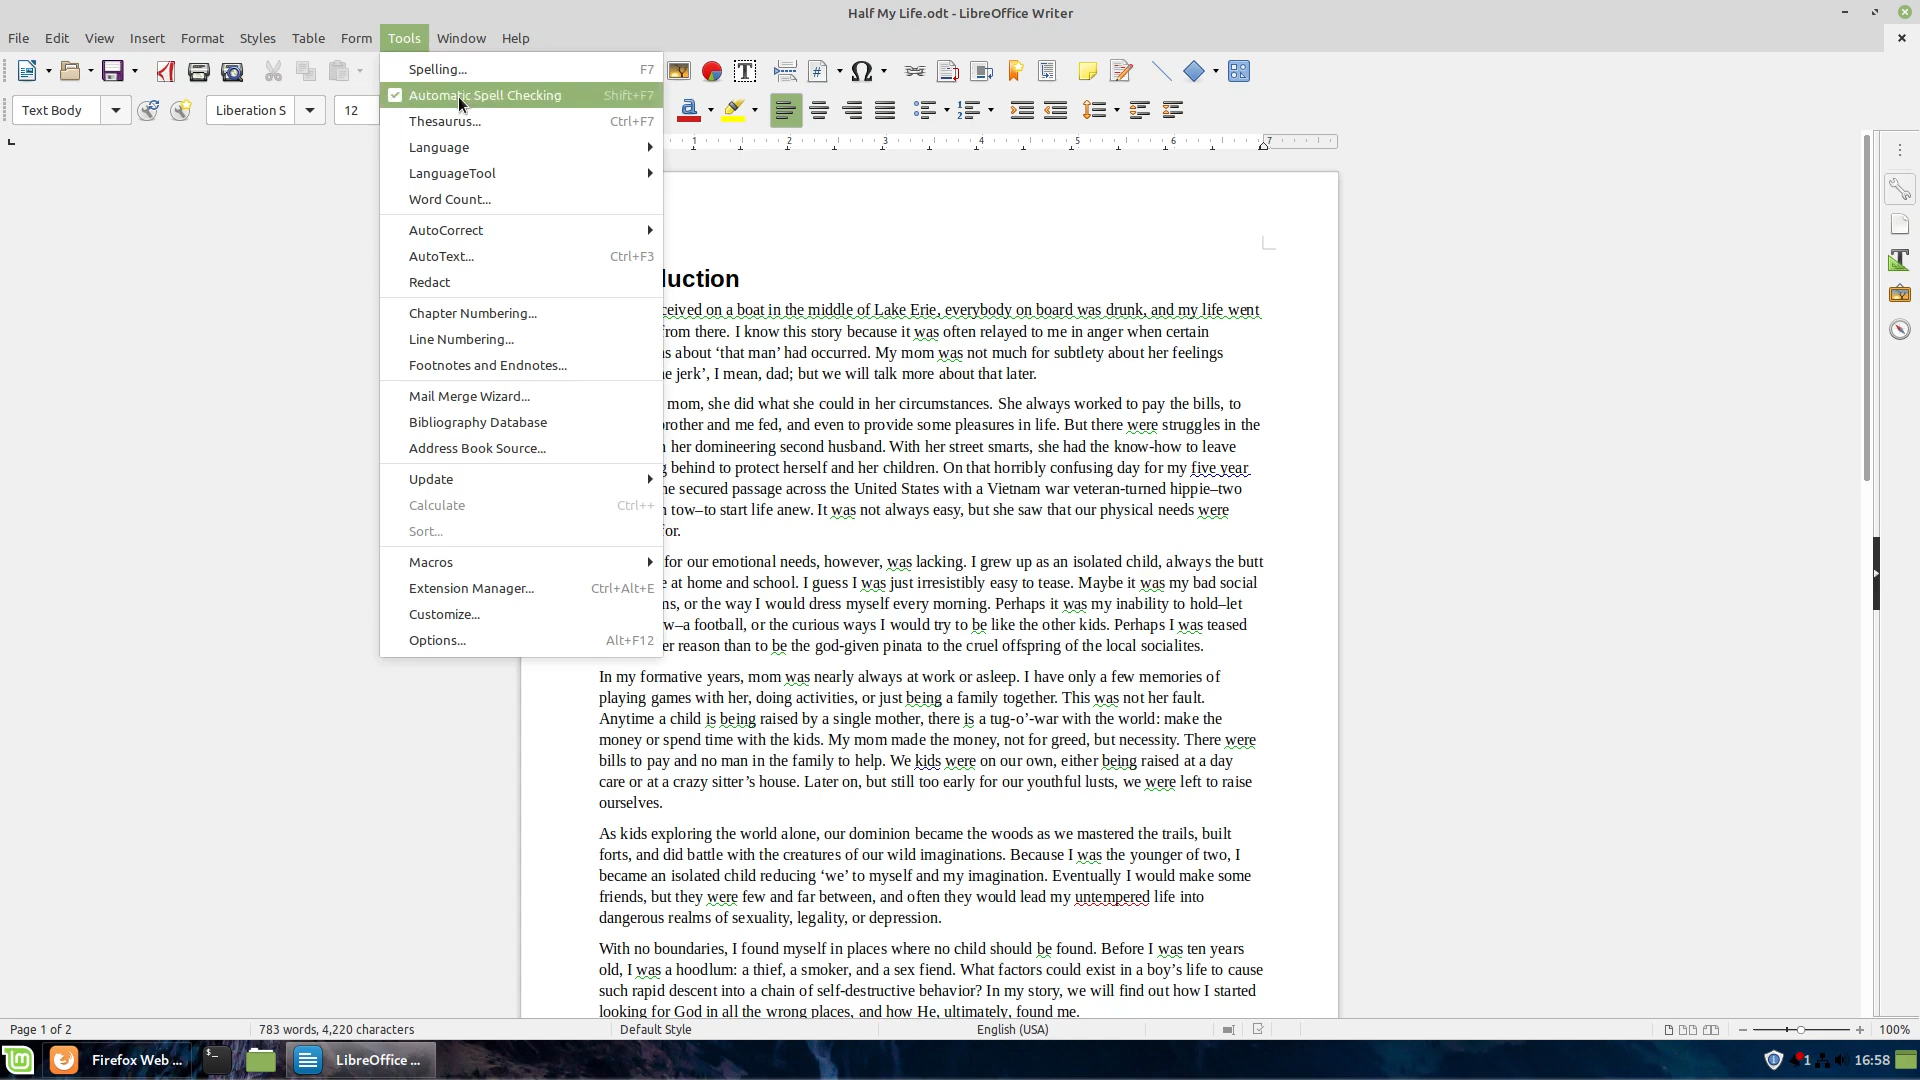 Half My Life.odt - LibreOffice Writer
File Edit View Insert Format Styles Table Form Tools Window Help
Text Body
Liberation S
12
Spelling... F7
Automatic Spell Checking Shift+F7
Thesaurus... Ctrl+F7
Language
LanguageTool
Word Count...
AutoCorrect
AutoText... Ctrl+F3
Redact
Chapter Numbering...
Line Numbering...
Footnotes and Endnotes...
Mail Merge Wizard...
Bibliography Database
Address Book Source...
Update
Calculate Ctrl++
Sort...
Macros
Extension Manager... Ctrl+Alt+E
Customize...
Options... Alt+F12
1 2 3 4 5 6 7
luction
ceived on a boat in the middle of Lake Erie, everybody on board was drunk, and my life went
from there. I know this story because it was often relayed to me in anger when certain
s about ‘that man’ had occurred. My mom was not much for subtlety about her feelings
e jerk’, I mean, dad; but we will talk more about that later.
mom, she did what she could in her circumstances. She always worked to pay the bills, to
rother and me fed, and even to provide some pleasures in life. But there were struggles in the
her domineering second husband. With her street smarts, she had the know-how to leave
g behind to protect herself and her children. On that horribly confusing day for my five year
ne secured passage across the United States with a Vietnam war veteran-turned hippie–two
n tow–to start life anew. It was not always easy, but she saw that our physical needs were
or.
for our emotional needs, however, was lacking. I grew up as an isolated child, always the butt
e at home and school. I guess I was just irresistibly easy to tease. Maybe it was my bad social
ns, or the way I would dress myself every morning. Perhaps it was my inability to hold–let
w–a football, or the curious ways I would try to be like the other kids. Perhaps I was teased
er reason than to be the god-given pinata to the cruel offspring of the local socialites.
In my formative years, mom was nearly always at work or asleep. I have only a few memories of
playing games with her, doing activities, or just being a family together. This was not her fault.
Anytime a child is being raised by a single mother, there is a tug-o’-war with the world: make the
money or spend time with the kids. My mom made the money, not for greed, but necessity. There were
bills to pay and no man in the family to help. We kids were on our own, either being raised at a day
care or at a crazy sitter’s house. Later on, but still too early for our youthful lusts, we were left to raise
ourselves.
As kids exploring the world alone, our dominion became the woods as we mastered the trails, built
forts, and did battle with the creatures of our wild imaginations. Because I was the younger of two, I
became an isolated child reducing ‘we’ to myself and my imagination. Eventually I would make some
friends, but they were few and far between, and often they would lead my untempered life into
dangerous realms of sexuality, legality, or depression.
With no boundaries, I found myself in places where no child should be found. Before I was ten years
old, I was a hoodlum: a thief, a smoker, and a sex fiend. What factors could exist in a boy’s life to cause
such rapid descent into a chain of self-destructive behavior? In my story, we will find out how I started
looking for God in all the wrong places, and how He, ultimately, found me.
Page 1 of 2 783 words, 4,220 characters Default Style English (USA) 100%
Firefox Web ... LibreOffice ... 1 16:58